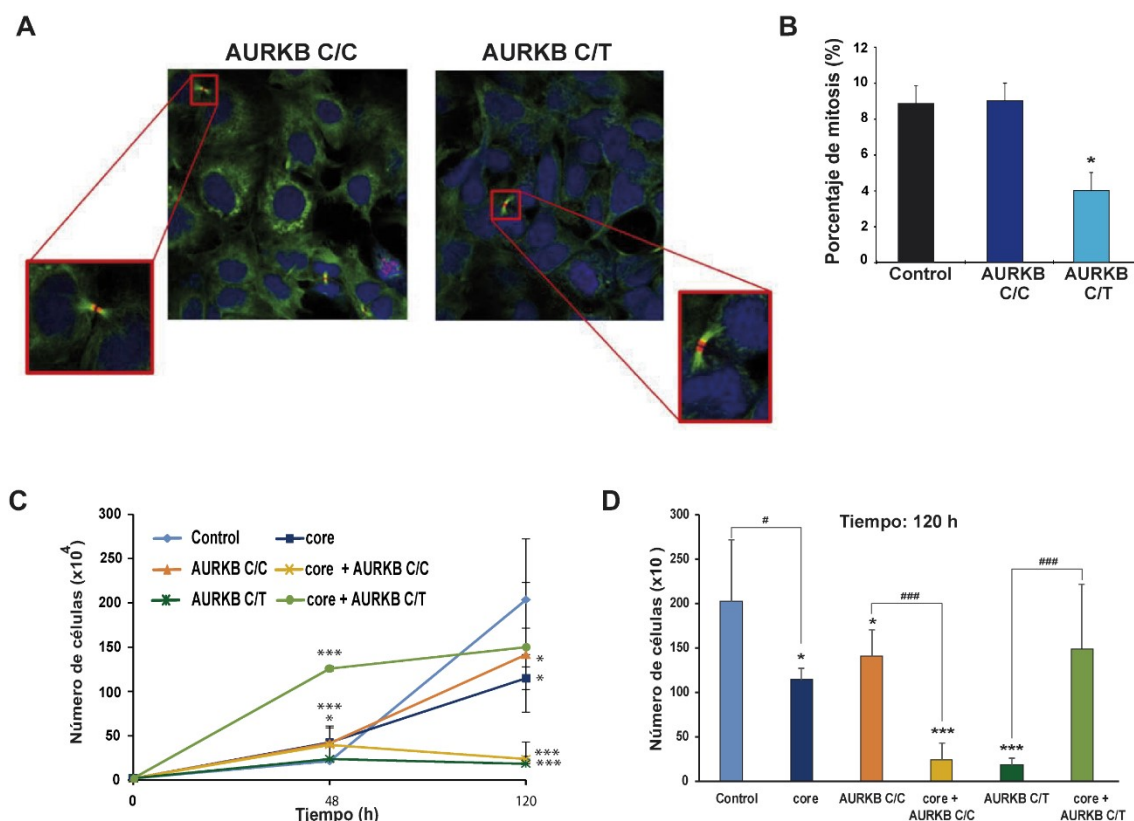 A
AURKB C/C
AURKB C/T
B
Porcentaje de mitosis (%)
12
10
8
6
4
2
0
*
Control
AURKB
C/C
AURKB
C/T
C
Número de células (x10⁴)
300
250
200
150
100
50
0
Control
core
AURKB C/C
core + AURKB C/C
AURKB C/T
core + AURKB C/T
***
***
*
*
*
***
***
0
48
120
Tiempo (h)
D
Tiempo: 120 h
Número de células (x10 )
300
250
200
150
100
50
0
#
###
###
*
*
***
***
Control
core
AURKB C/C
core +
AURKB C/C
AURKB C/T
core +
AURKB C/T